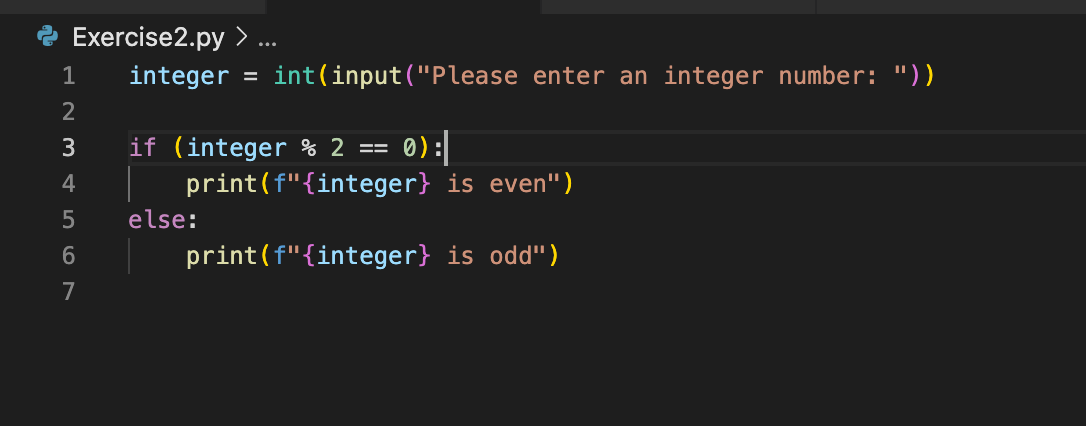 Exercise2.py > ...
1 integer = int(input("Please enter an integer number: "))
2
3 if (integer % 2 == 0):
4     print(f"{integer} is even")
5 else:
6     print(f"{integer} is odd")
7